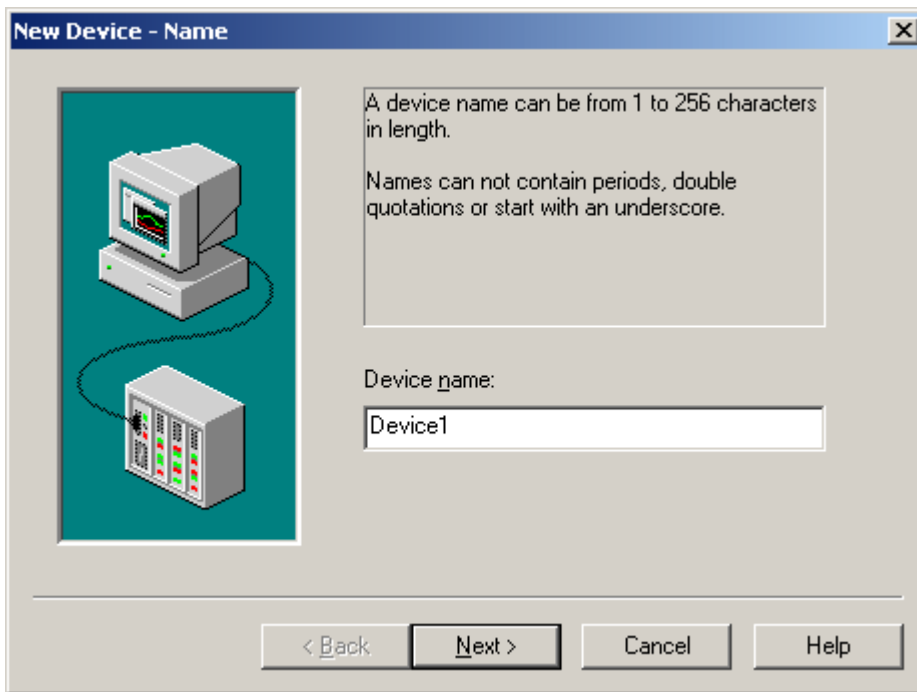 New Device - Name
A device name can be from 1 to 256 characters
in length.
Names can not contain periods, double
quotations or start with an underscore.
Device name:
Device1
< Back
Next >
Cancel
Help